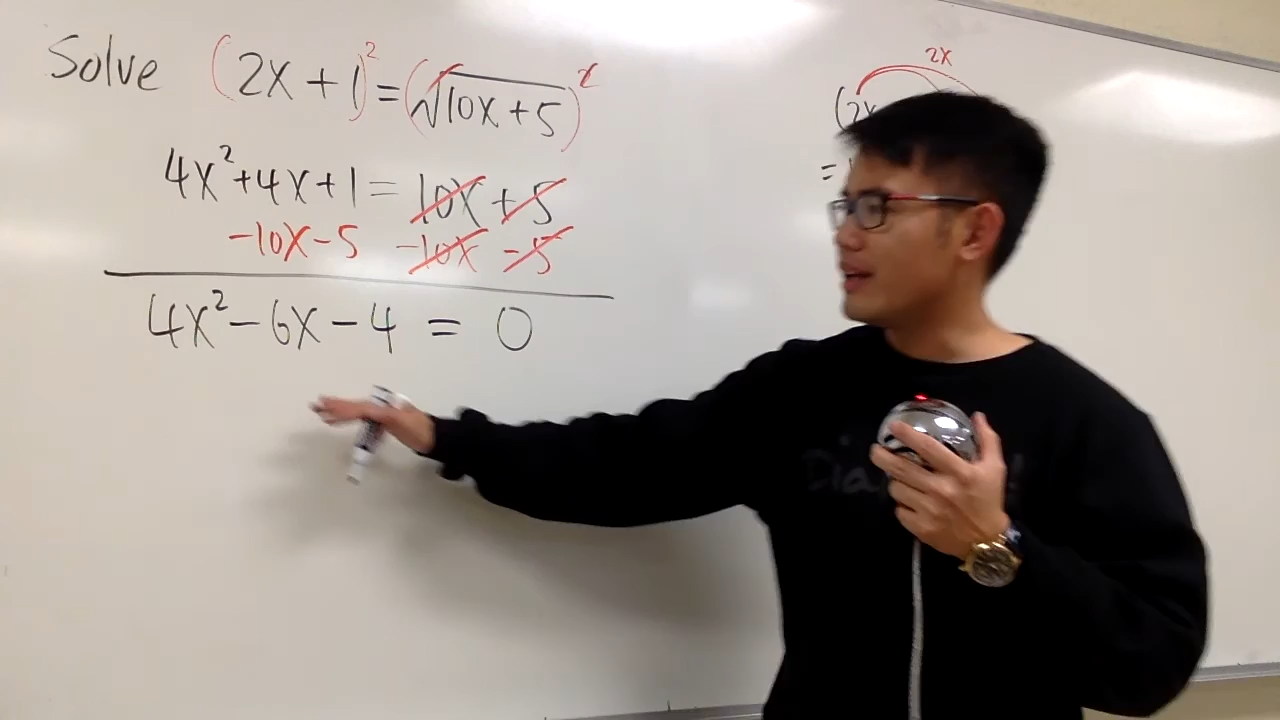 Solve (2x+1)² = (√10x+5)²
4x²+4x+1 = 10x+5
-10x-5 -10x -5
4x²-6x-4 = 0
2x
(2x
=